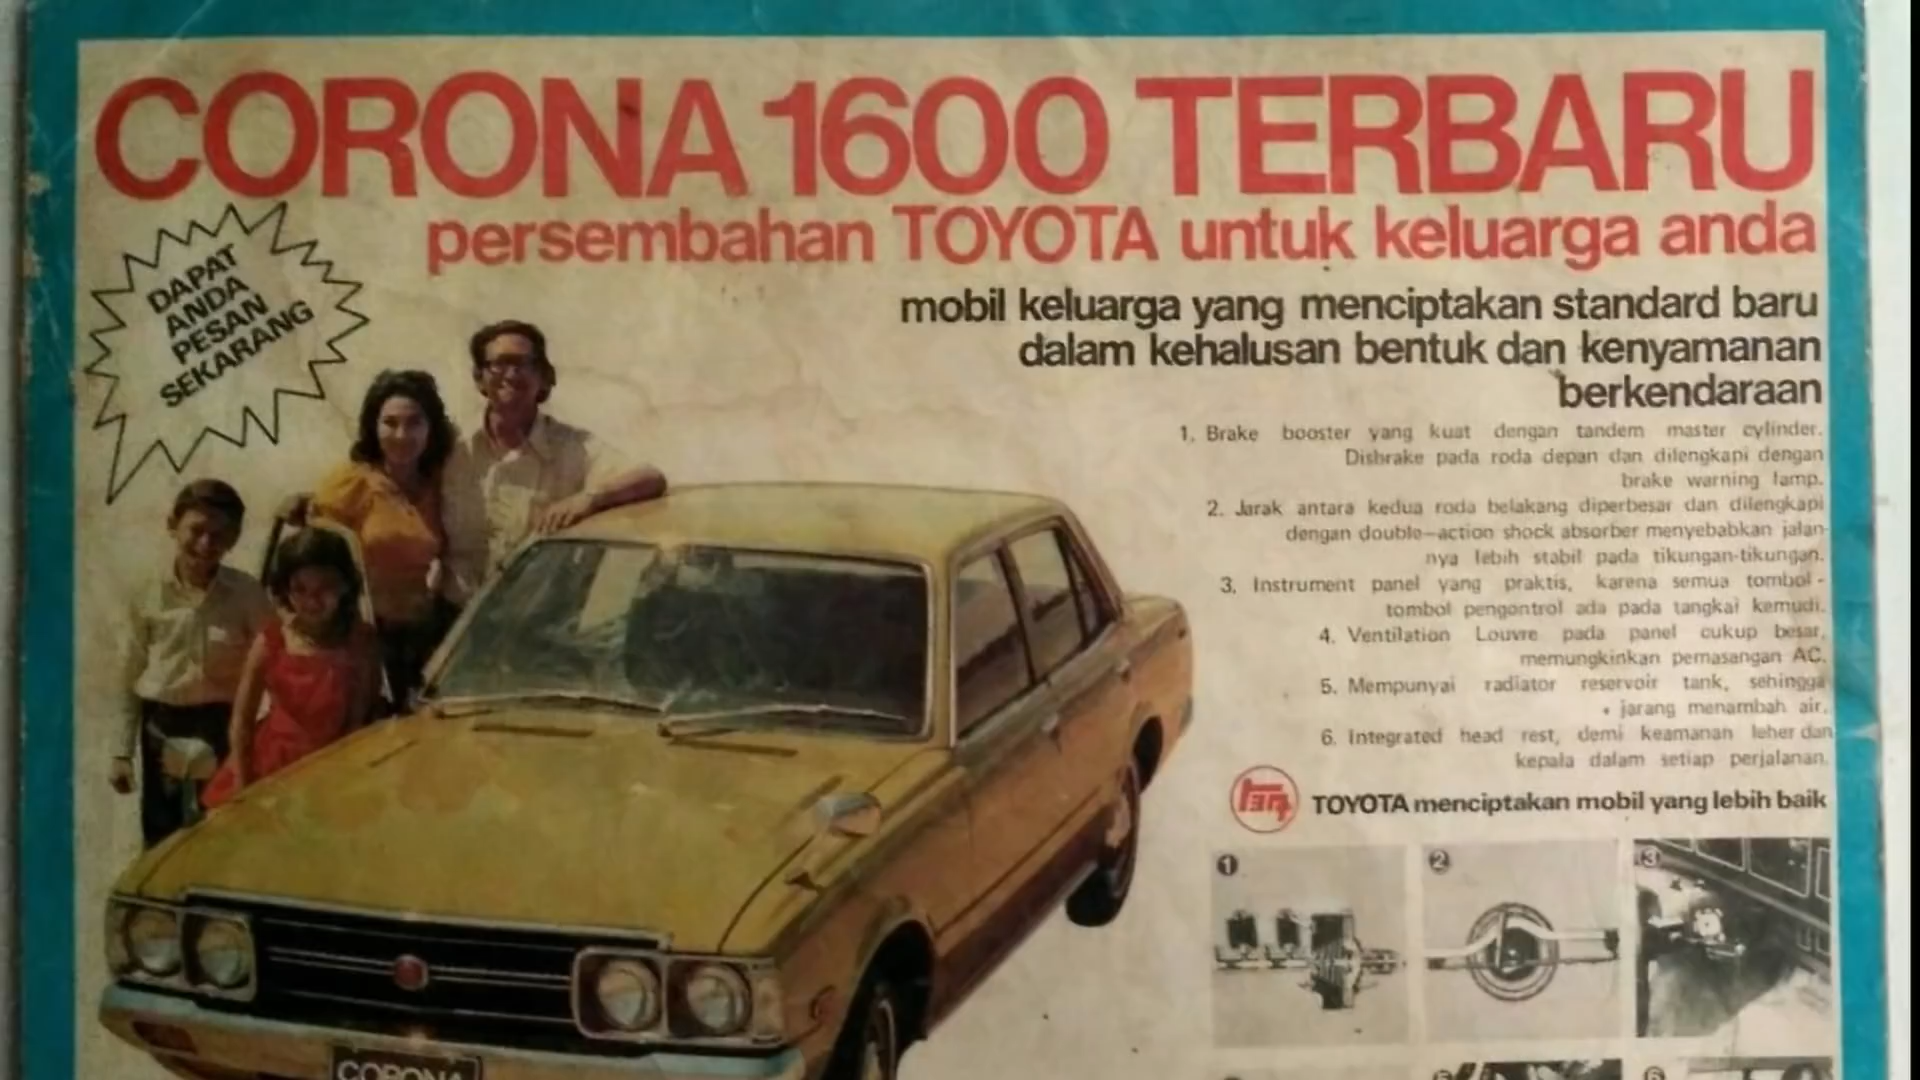 CORONA 1600 TERBARU
persembahan TOYOTA untuk keluarga anda
DAPAT
ANDA
PESAN
SEKARANG
mobil keluarga yang menciptakan standard baru
dalam kehalusan bentuk dan kenyamanan
berkendaraan
1. Brake booster yang kuat dengan tandem master cylinder.
Disbrake pada roda depan dan dilengkapi dengan
brake warning lamp.
2. Jarak antara kedua roda belakang diperbesar dan dilengkapi
dengan double-action shock absorber menyebabkan jalan-
nya lebih stabil pada tikungan-tikungan.
3. Instrument panel yang praktis, karena semua tombol-
tombol pengontrol ada pada tangkai kemudi.
4. Ventilation Louvre pada panel cukup besar,
memungkinkan pemasangan AC.
5. Mempunyai radiator reservoir tank, sehingga
jarang menambah air.
6. Integrated head rest, demi keamanan leher dan
kepala dalam setiap perjalanan.
TEQ TOYOTA menciptakan mobil yang lebih baik
1
2
3
CORONA
5
6